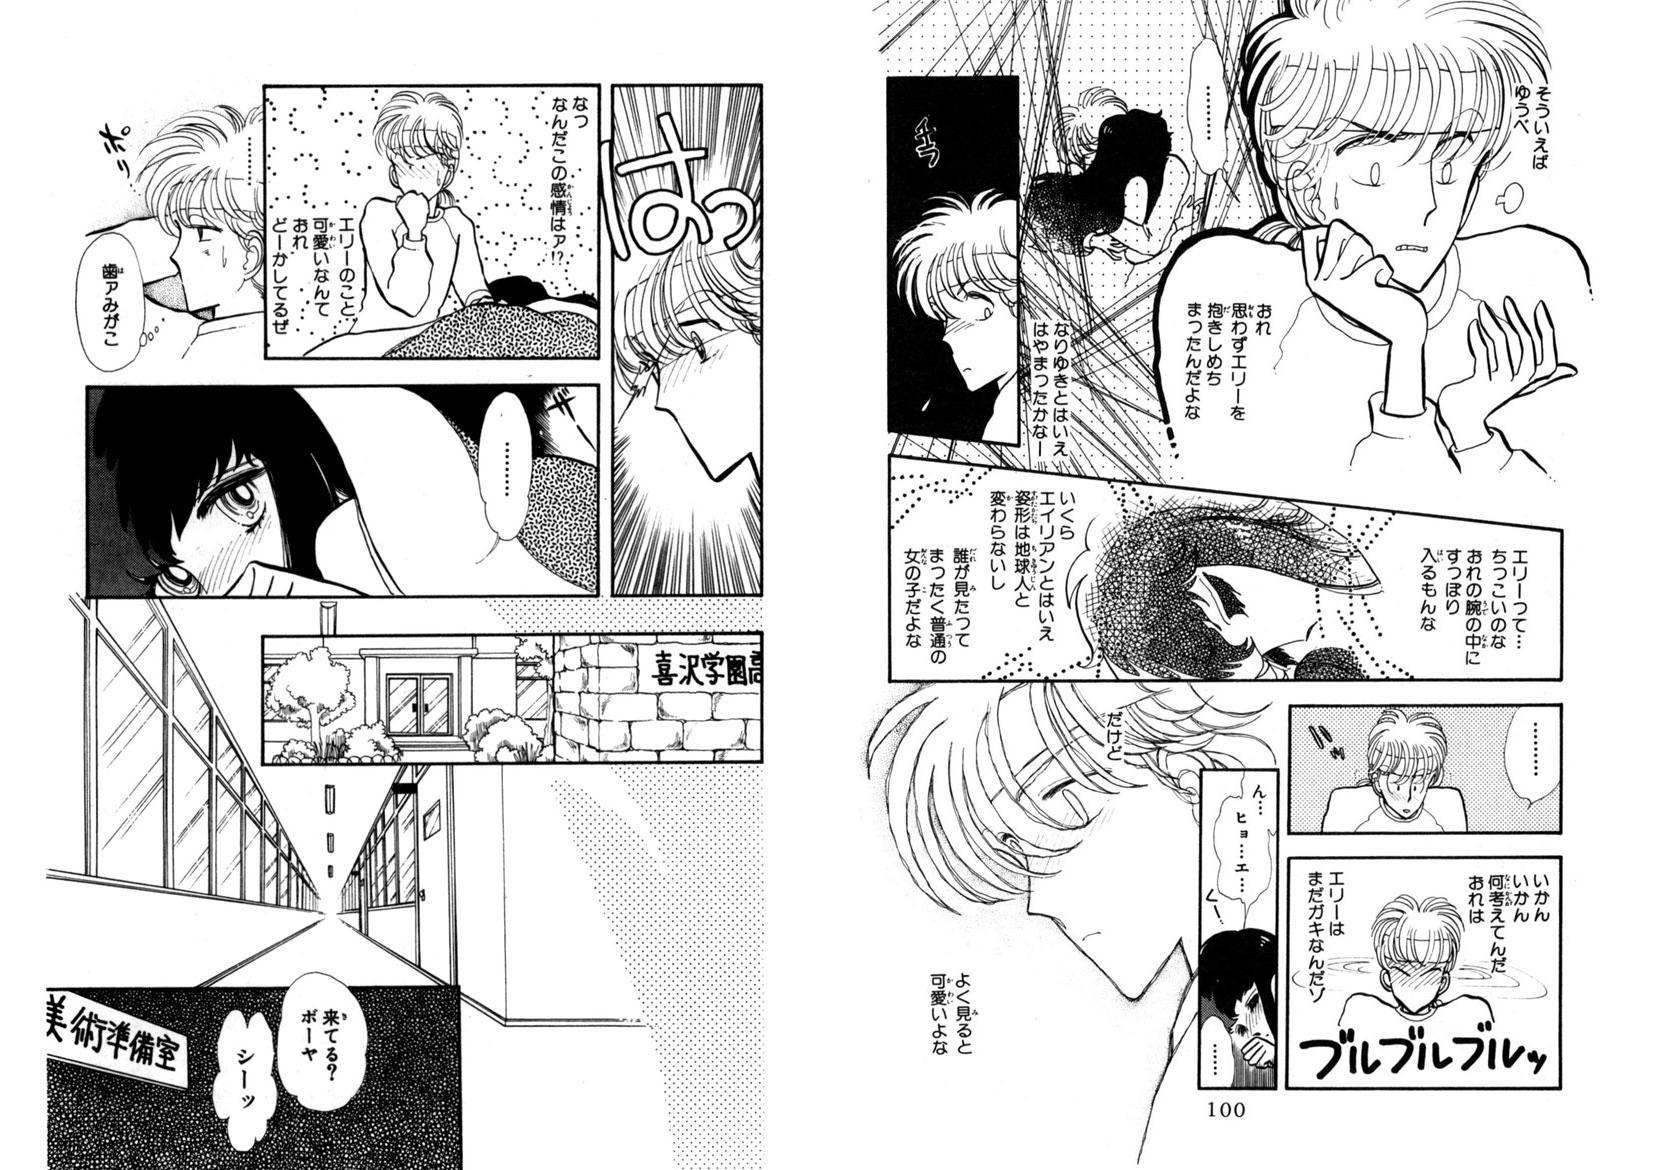 そういえば
ゆうべ
おれ
思わずエリーを
抱きしめち
まったんだよな
…………
なりゆきとはいえ
はやまったかなー
チュラ
エリーって…
ちっこいのな
おれの腕の中に
すっぽり
入るもんな
いくら
エイリアンとはいえ
姿形は地球人と
変わらないし
誰が見たって
まったく普通の
女の子だよな
…………
いかん
いかん
何考えてんだ
おれは
エリーは
まだガキなんだゾ
ブルブルブルッ
ん…
ヒョ…エ…
くー
……
だけど
よく見ると
可愛いよな
100
はっ
なっ
なんだこの感情はァ!?
エリーのこと
可愛いなんて
おれ
どーかしてるぜ
………
ポリッ
歯ァみがこ
………
喜沢学園高
来てる?
ボーヤ
シーッ
美術準備室